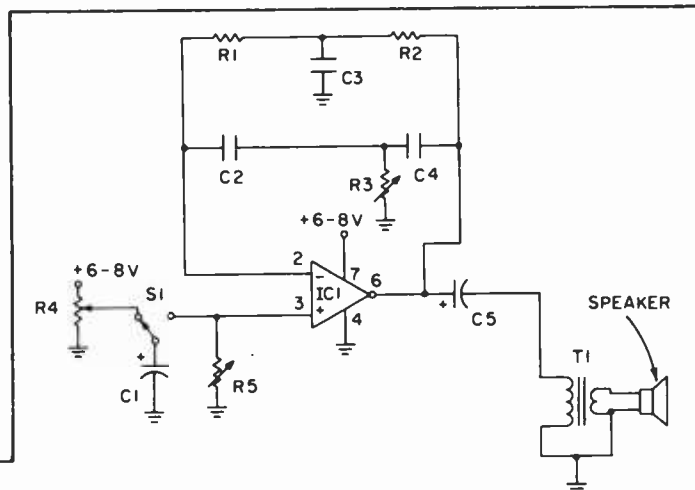 R1
R2
C3
C2
C4
R3
+6-8V
2
7
6
IC1
-
3
+
4
+6-8V
S1
R4
+
C1
R5
+
C5
SPEAKER
T1